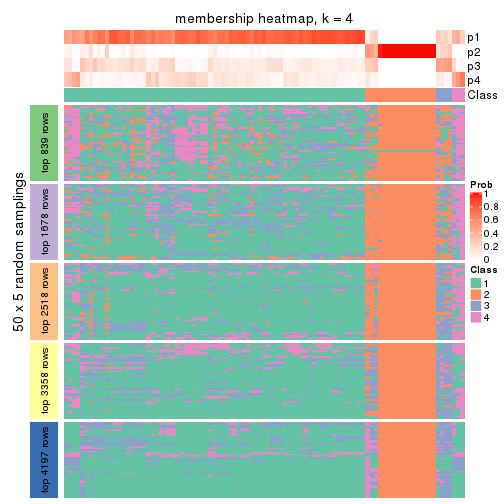 membership heatmap, k = 4
p1
p2
p3
p4
Class
50 x 5 random samplings
top 839 rows
top 1678 rows
top 2518 rows
top 3358 rows
top 4197 rows
Prob
1
0.8
0.6
0.4
0.2
0
Class
1
2
3
4